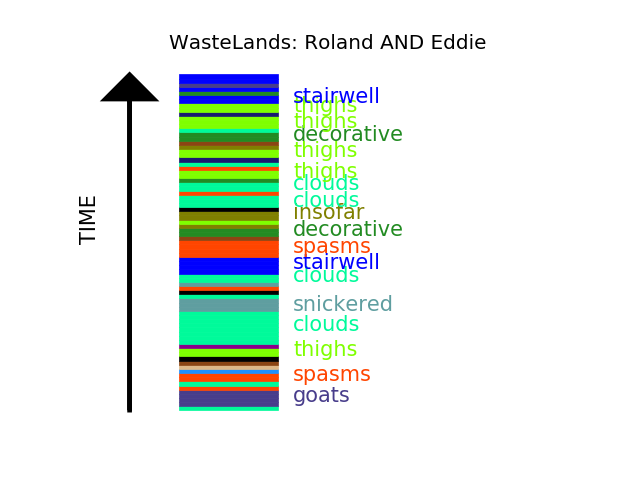 WasteLands: Roland AND Eddie
stairwell
thighs
thighs
decorative
thighs
thighs
clouds
clouds
insofar
decorative
spasms
stairwell
clouds
snickered
clouds
thighs
spasms
goats
TIME